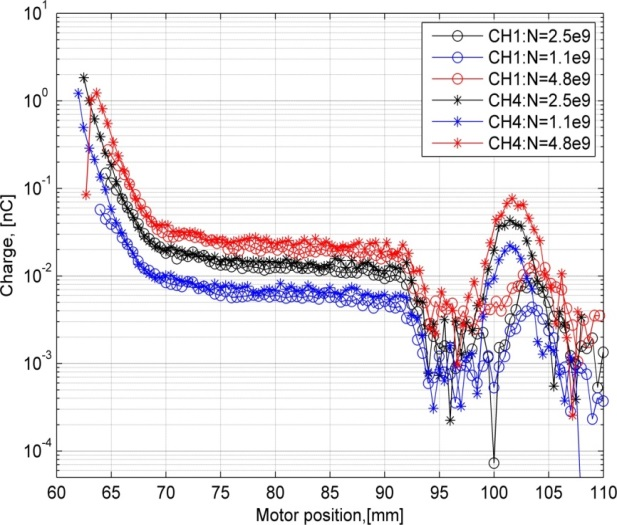 10^1
10^0
10^-1
10^-2
10^-3
10^-4
Charge, [nC]
CH1:N=2.5e9
CH1:N=1.1e9
CH1:N=4.8e9
CH4:N=2.5e9
CH4:N=1.1e9
CH4:N=4.8e9
60 65 70 75 80 85 90 95 100 105 110
Motor position,[mm]